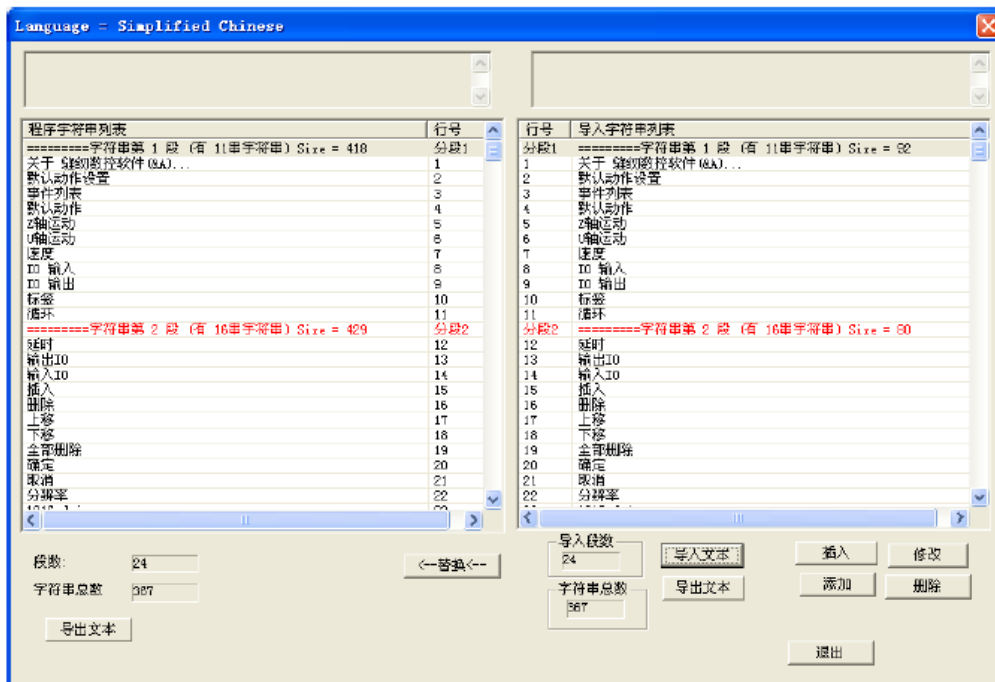 Language = Simplified Chinese
程序字符串列表 行号
=========字符串第 1 段 (有 11串字符串) Size = 418 分段1
关于 数控软件(&A)... 1
默认动作设置 2
事件列表 3
默认动作 4
Z轴运动 5
U轴运动 6
速度 7
IO 输入 8
IO 输出 9
标签 10
循环 11
=========字符串第 2 段 (有 16串字符串) Size = 429 分段2
延时 12
输出IO 13
输入IO 14
插入 15
删除 16
上移 17
下移 18
全部删除 19
确定 20
取消 21
分辨率 22
行号 导入字符串列表
分段1 =========字符串第 1 段 (有 11串字符串) Size = 92
1 关于 数控软件(&A)...
2 默认动作设置
3 事件列表
4 默认动作
5 Z轴运动
6 U轴运动
7 速度
8 IO 输入
9 IO 输出
10 标签
11 循环
分段2 =========字符串第 2 段 (有 16串字符串) Size = 80
12 延时
13 输出IO
14 输入IO
15 插入
16 删除
17 上移
18 下移
19 全部删除
20 确定
21 取消
22 分辨率
段数: 24
字符串总数 367
导出文本
<--替换<--
导入段数
24
字符串总数
367
导入文本
导出文本
插入 修改
添加 删除
退出